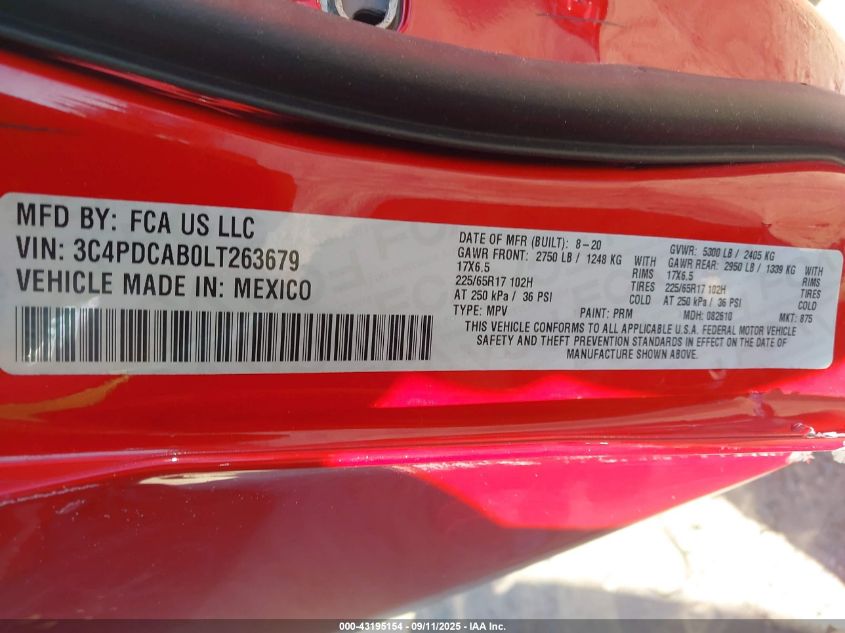 MFD BY: FCA US LLC
VIN: 3C4PDCAB0LT263679
VEHICLE MADE IN: MEXICO
DATE OF MFR (BUILT): 8-20
GAWR FRONT: 2750 LB / 1248 KG WITH
17X6.5 RIMS
225/65R17 102H TIRES
AT 250 kPa / 36 PSI COLD
TYPE: MPV PAINT: PRM
GVWR: 5300 LB / 2405 KG
GAWR REAR: 2950 LB / 1339 KG WITH
17X6.5 RIMS
225/65R17 102H TIRES
AT 250 kPa / 36 PSI COLD
MDH: 082610 MKT: 875
THIS VEHICLE CONFORMS TO ALL APPLICABLE U.S.A. FEDERAL MOTOR VEHICLE
SAFETY AND THEFT PREVENTION STANDARDS IN EFFECT ON THE DATE OF
MANUFACTURE SHOWN ABOVE.
000-43195154 - 09/11/2025 - IAA Inc.